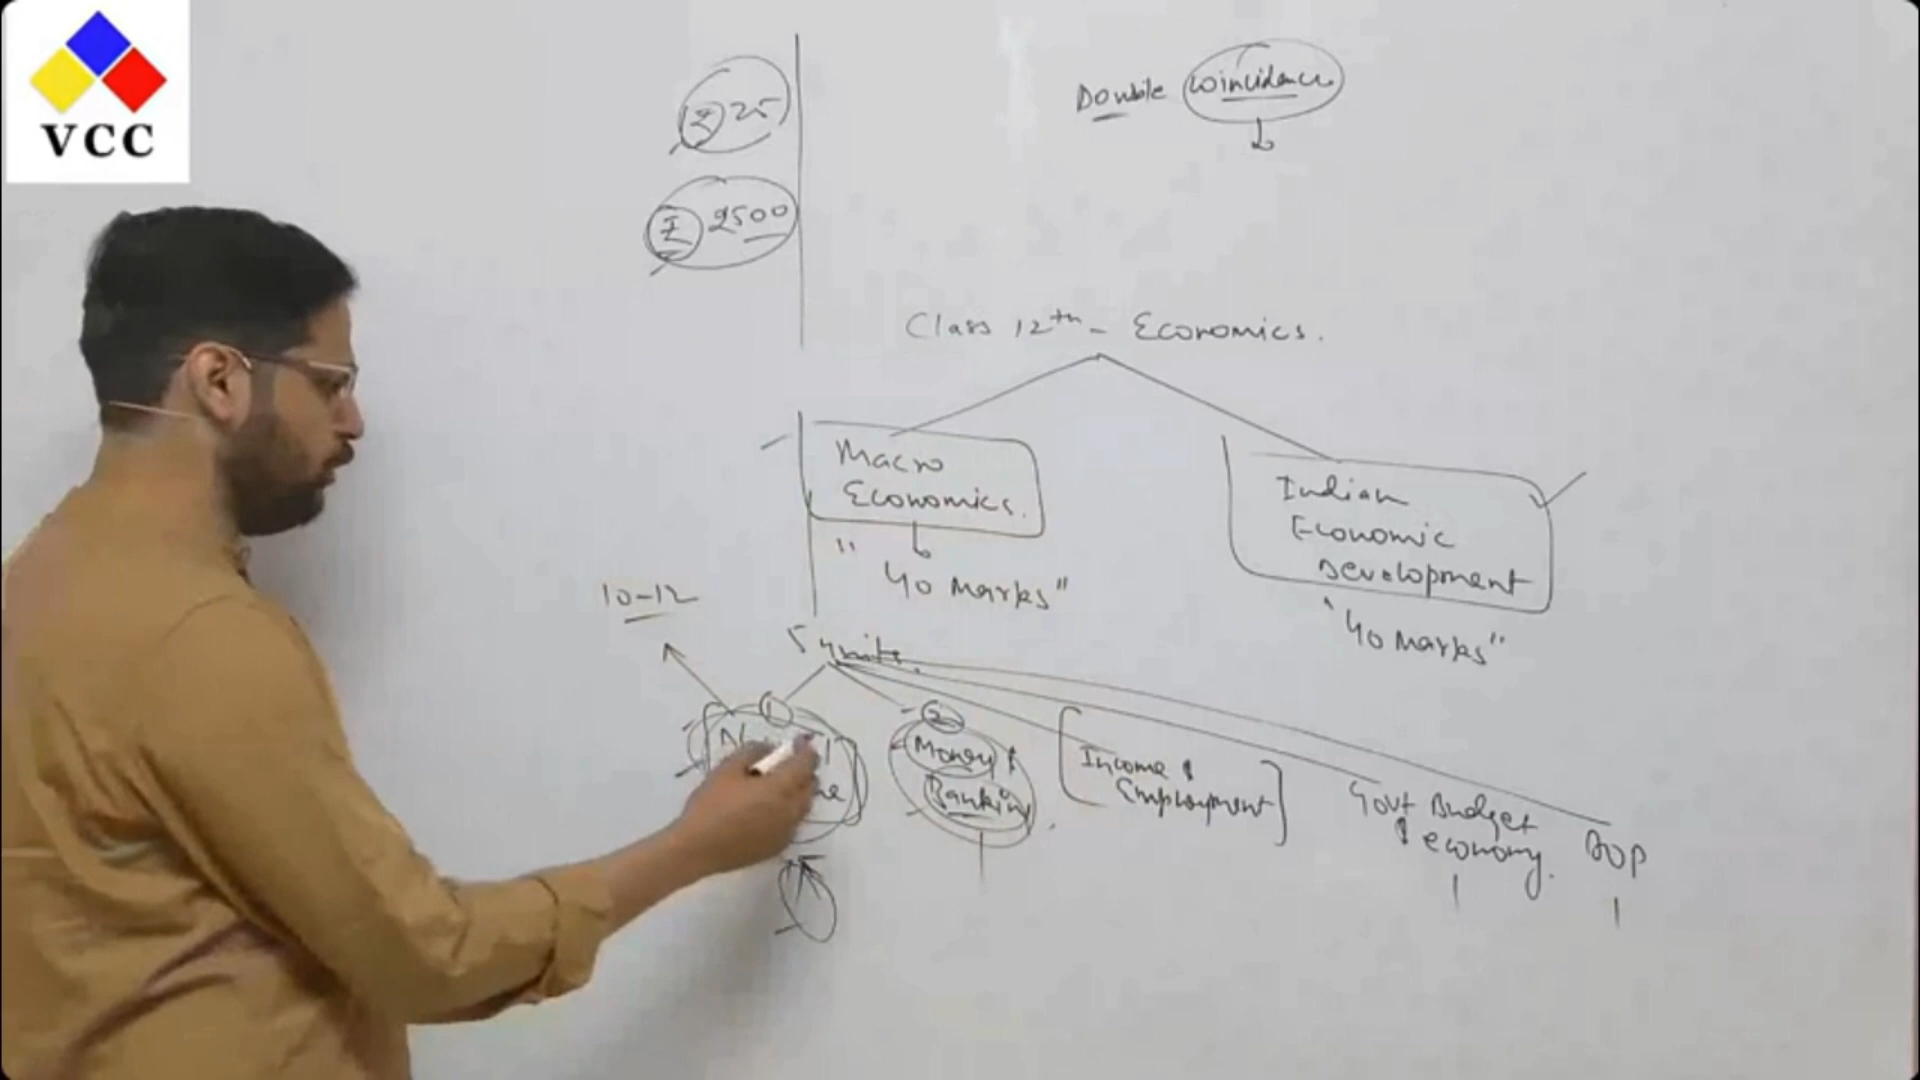 VCC
₹ 25
₹ 2500
Double Coincidence
Class 12th - Economics.
Macro
Economics.
"40 Marks"
Indian
Economic
Development
"40 Marks"
10-12
5 units.
1
2
Money &
Banking
Income &
Employment
Govt Budget
& economy.
BOP